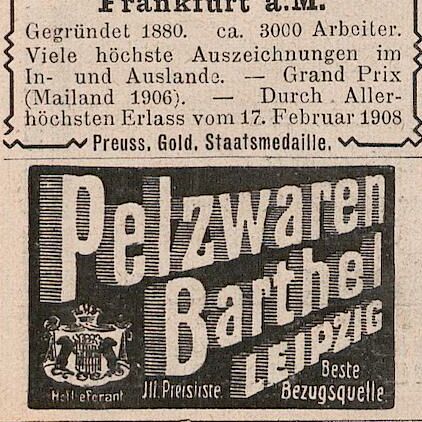 Frankfurt a.M.
Gegründet 1880. ca. 3000 Arbeiter.
Viele höchste Auszeichnungen im
In- und Auslande. — Grand Prix
(Mailand 1906). — Durch Aller-
höchsten Erlass vom 17. Februar 1908
Preuss. Gold. Staatsmedaille.
Pelzwaren
Barthel
LEIPZIG
Hoflieferant
Jll. Preisliste.
Beste
Bezugsquelle